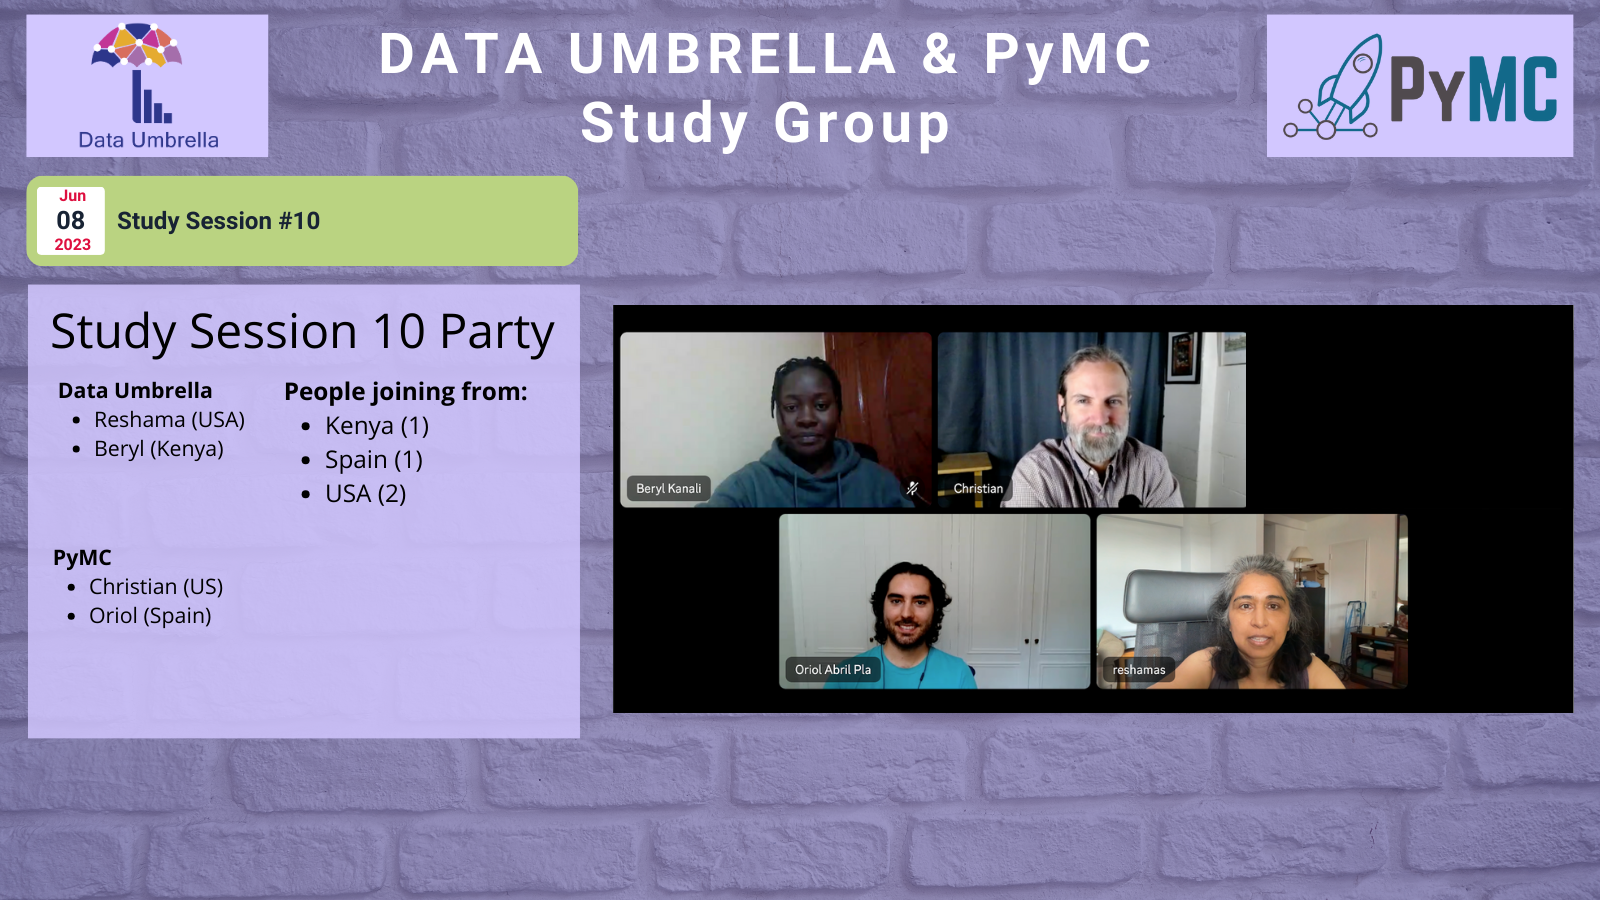 Data Umbrella
DATA UMBRELLA & PyMC
Study Group
PyMC
Jun
08
2023
Study Session #10
Study Session 10 Party
Data Umbrella
• Reshama (USA)
• Beryl (Kenya)
People joining from:
• Kenya (1)
• Spain (1)
• USA (2)
PyMC
• Christian (US)
• Oriol (Spain)
Beryl Kanali
Christian
Oriol Abril Pla
reshamas